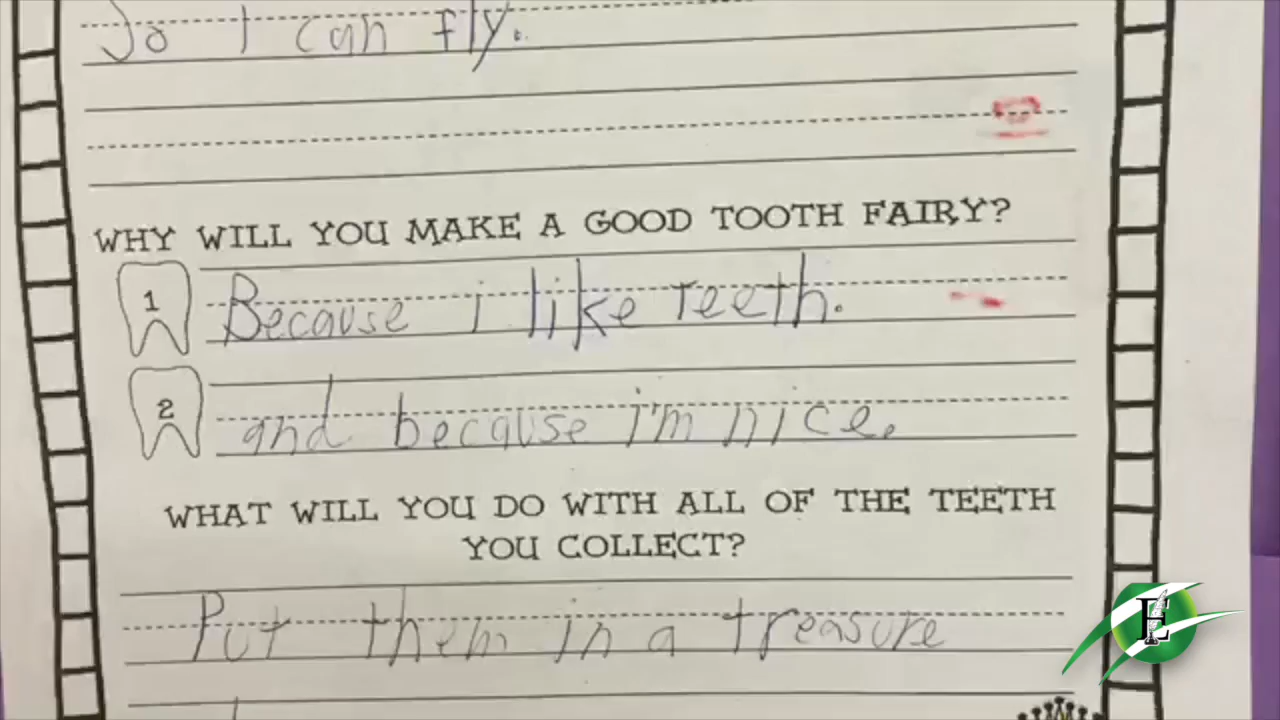 So I can fly.
WHY WILL YOU MAKE A GOOD TOOTH FAIRY?
1 Because i like Teeth.
2 and because i'm nice.
WHAT WILL YOU DO WITH ALL OF THE TEETH
YOU COLLECT?
Put them in a treasure
E